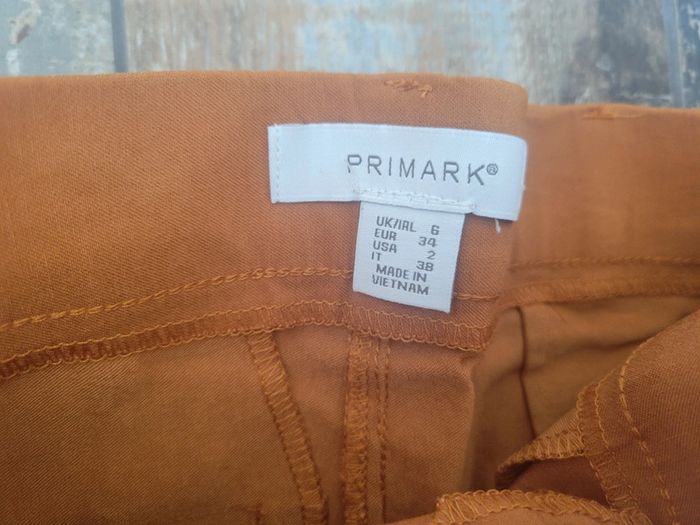 PRIMARK®
UK/IRL 6
EUR 34
USA 2
IT 38
MADE IN
VIETNAM